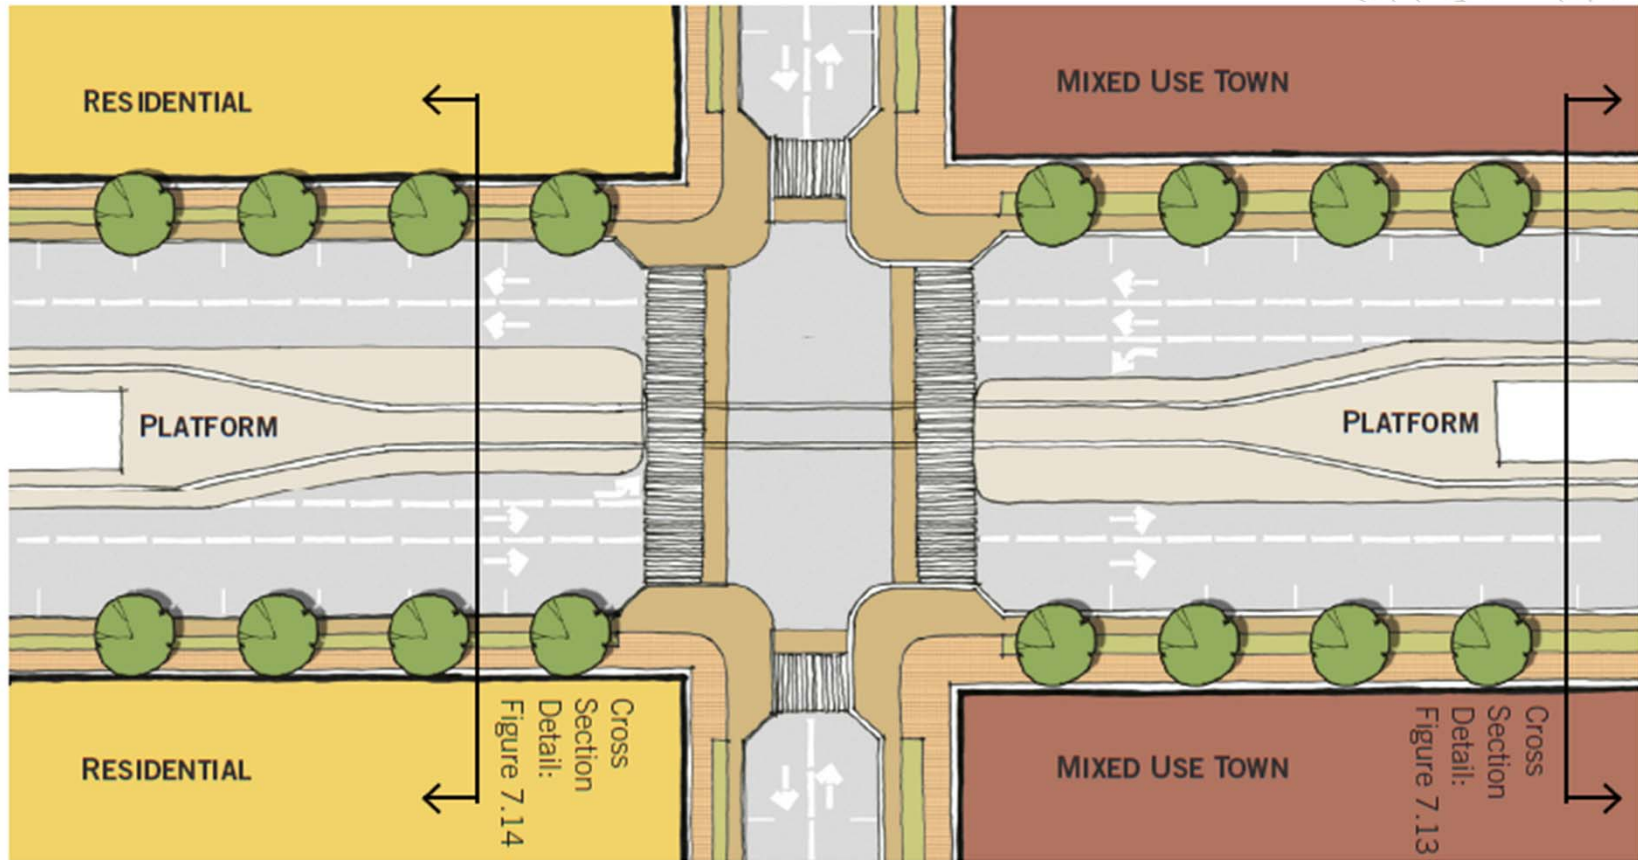 RESIDENTIAL
MIXED USE TOWN
PLATFORM
PLATFORM
Cross
Section
Detail:
Figure 7.14
Cross
Section
Detail:
Figure 7.13
RESIDENTIAL
MIXED USE TOWN